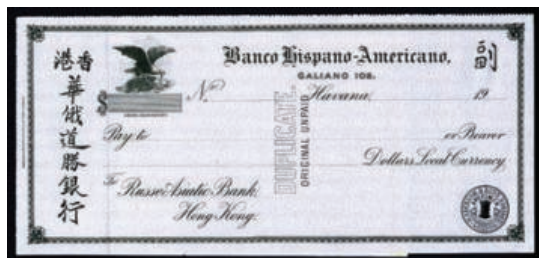 香港
華俄道勝銀行
Banco Hispano-Americano,
副
GALIANO 108.
No
Havana, 19
$
DUPLICATE.
ORIGINAL UNPAID
Pay to or Bearer
Dollars Local Currency
To Russo Asiatic Bank,
Hong Kong.